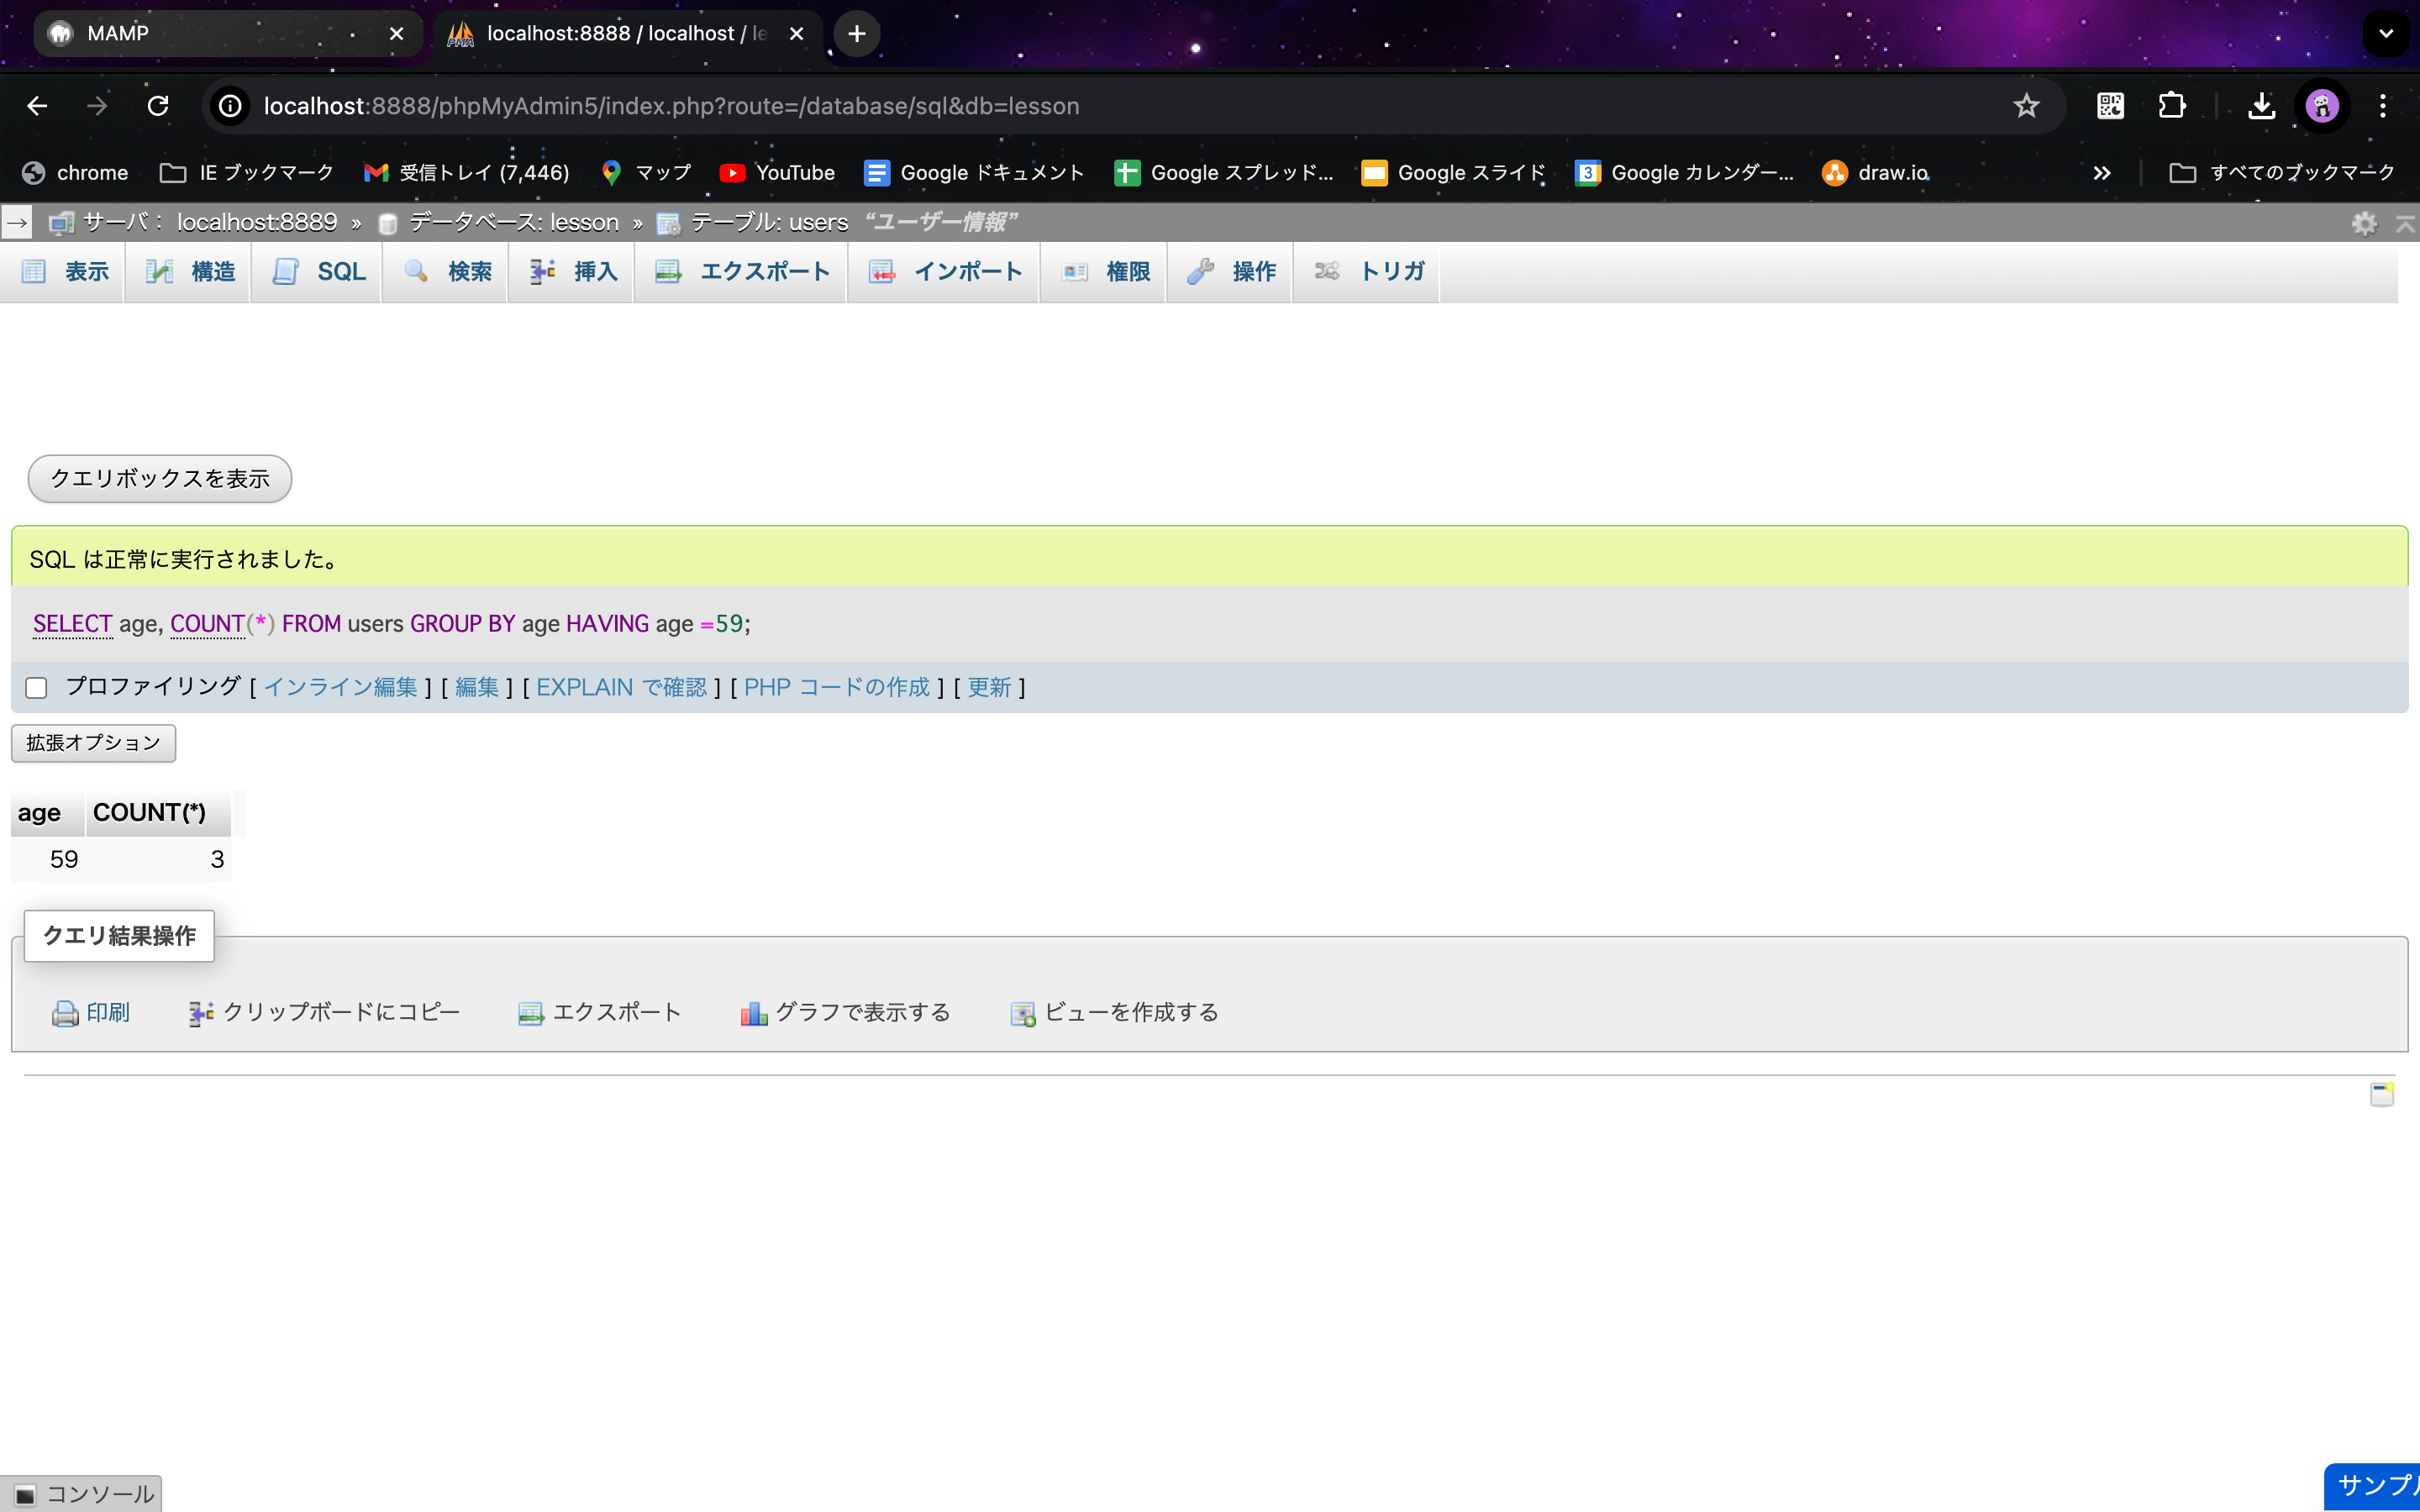 MAMP
localhost:8888 / localhost / le
localhost:8888/phpMyAdmin5/index.php?route=/database/sql&db=lesson
chrome IE ブックマーク 受信トレイ (7,446) マップ YouTube Google ドキュメント Google スプレッド... Google スライド Google カレンダー... draw.io すべてのブックマーク
サーバ： localhost:8889 » データベース: lesson » テーブル: users “ユーザー情報”
表示 構造 SQL 検索 挿入 エクスポート インポート 権限 操作 トリガ
クエリボックスを表示
SQL は正常に実行されました。
SELECT age, COUNT(*) FROM users GROUP BY age HAVING age =59;
プロファイリング [ インライン編集 ] [ 編集 ] [ EXPLAIN で確認 ] [ PHP コードの作成 ] [ 更新 ]
拡張オプション
age COUNT(*)
59 3
クエリ結果操作
印刷 クリップボードにコピー エクスポート グラフで表示する ビューを作成する
コンソール
サンプル